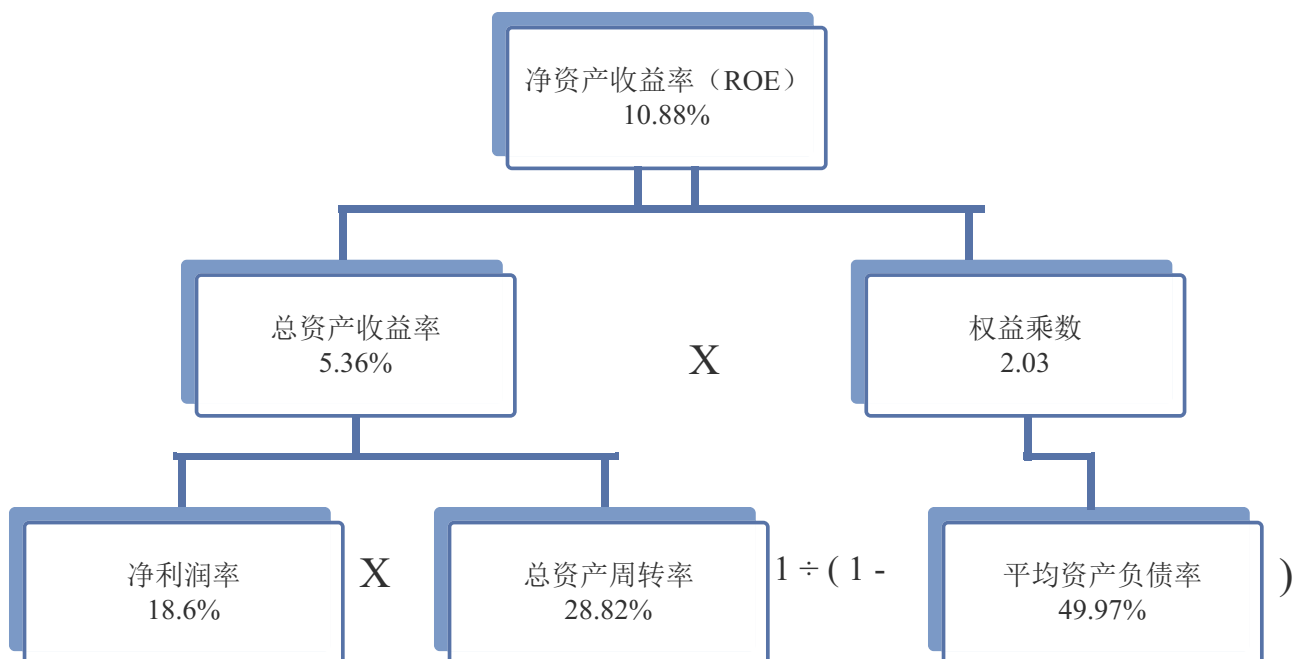 净资产收益率（ROE）
10.88%
总资产收益率
5.36%
X
权益乘数
2.03
净利润率
18.6%
X
总资产周转率
28.82%
1 ÷ ( 1 -
平均资产负债率
49.97%
)